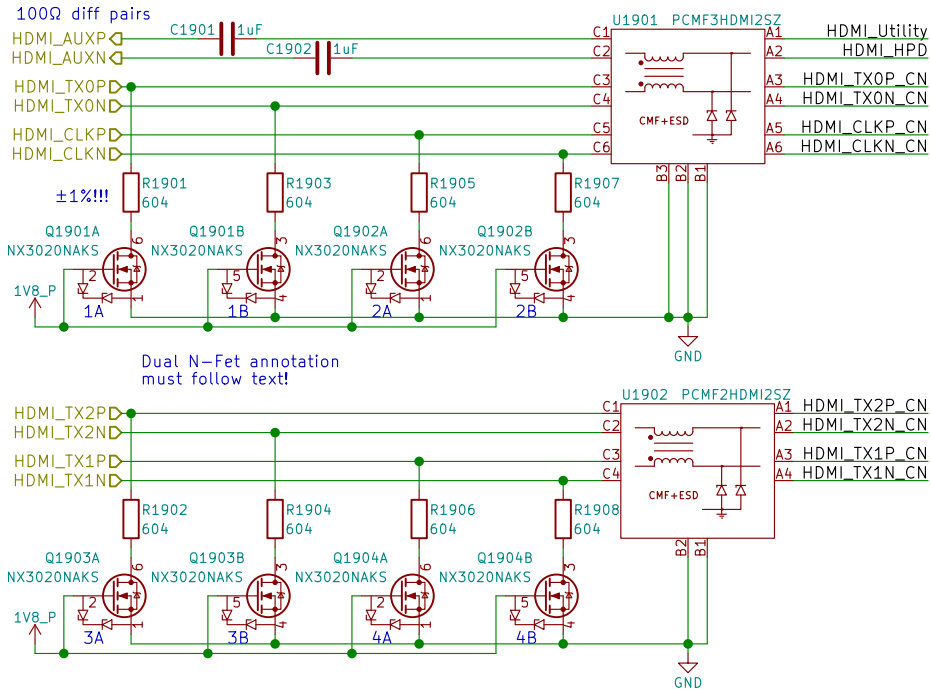 100Ω diff pairs
HDMI_AUXP
HDMI_AUXN
C1901
1uF
C1902
1uF
U1901 PCMF3HDMI2SZ
C1
C2
C3
C4
C5
C6
A1
A2
A3
A4
A5
A6
B3
B2
B1
CMF+ESD
HDMI_Utility
HDMI_HPD
HDMI_TX0P_CN
HDMI_TX0N_CN
HDMI_CLKP_CN
HDMI_CLKN_CN
HDMI_TX0P
HDMI_TX0N
HDMI_CLKP
HDMI_CLKN
±1%!!!
R1901
604
R1903
604
R1905
604
R1907
604
Q1901A
NX3020NAKS
6
2
1
1A
Q1901B
NX3020NAKS
3
5
4
1B
Q1902A
NX3020NAKS
6
2
1
2A
Q1902B
NX3020NAKS
3
5
4
2B
1V8_P
GND
Dual N-Fet annotation
must follow text!
HDMI_TX2P
HDMI_TX2N
HDMI_TX1P
HDMI_TX1N
U1902 PCMF2HDMI2SZ
C1
C2
C3
C4
A1
A2
A3
A4
B2
B1
CMF+ESD
HDMI_TX2P_CN
HDMI_TX2N_CN
HDMI_TX1P_CN
HDMI_TX1N_CN
R1902
604
R1904
604
R1906
604
R1908
604
Q1903A
NX3020NAKS
6
2
1
3A
Q1903B
NX3020NAKS
3
5
4
3B
Q1904A
NX3020NAKS
6
2
1
4A
Q1904B
NX3020NAKS
3
5
4
4B
1V8_P
GND